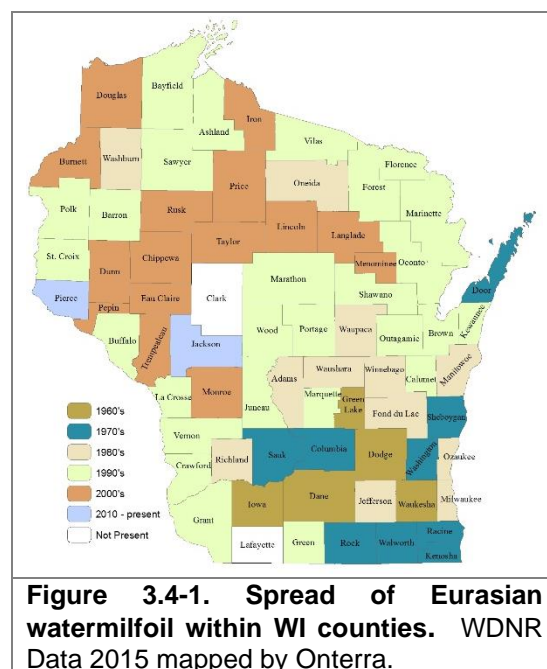 Douglas
Bayfield
Ashland
Iron
Vilas
Burnett
Washburn
Sawyer
Oneida
Florence
Forest
Marinette
Price
Polk
Barron
Rusk
Lincoln
Langlade
Taylor
Oconto
Door
St. Croix
Dunn
Chippewa
Menominee
Marathon
Shawano
Pierce
Pepin
Eau Claire
Clark
Kewaunee
Buffalo
Trempealeau
Jackson
Wood
Portage
Waupaca
Outagamie
Brown
Manitowoc
Adams
Waushara
Winnebago
Calumet
La Crosse
Monroe
Juneau
Marquette
Green
Lake
Fond du Lac
Sheboygan
Vernon
Crawford
Richland
Sauk
Columbia
Dodge
Washington
Ozaukee
Grant
Iowa
Dane
Jefferson
Waukesha
Milwaukee
Lafayette
Green
Rock
Walworth
Racine
Kenosha
1960's
1970's
1980's
1990's
2000's
2010 - present
Not Present
Figure 3.4-1. Spread of Eurasian
watermilfoil within WI counties. WDNR
Data 2015 mapped by Onterra.